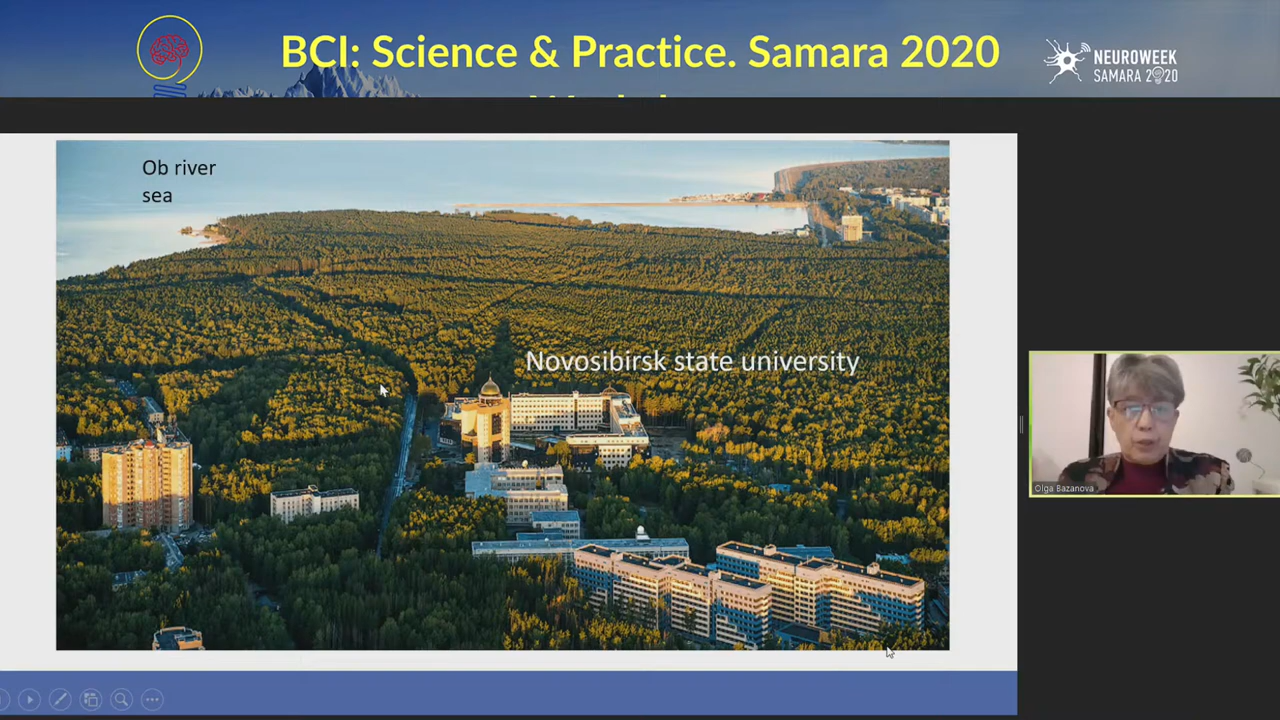 BCI: Science & Practice. Samara 2020
NEUROWEEK
SAMARA 2020
Ob river
sea
Novosibirsk state university
Olga Bazanova